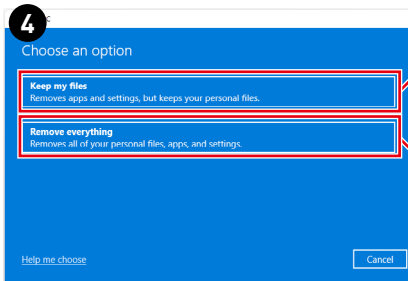 4
Choose an option
Keep my files
Removes apps and settings, but keeps your personal files.
Remove everything
Removes all of your personal files, apps, and settings.
Help me choose
Cancel